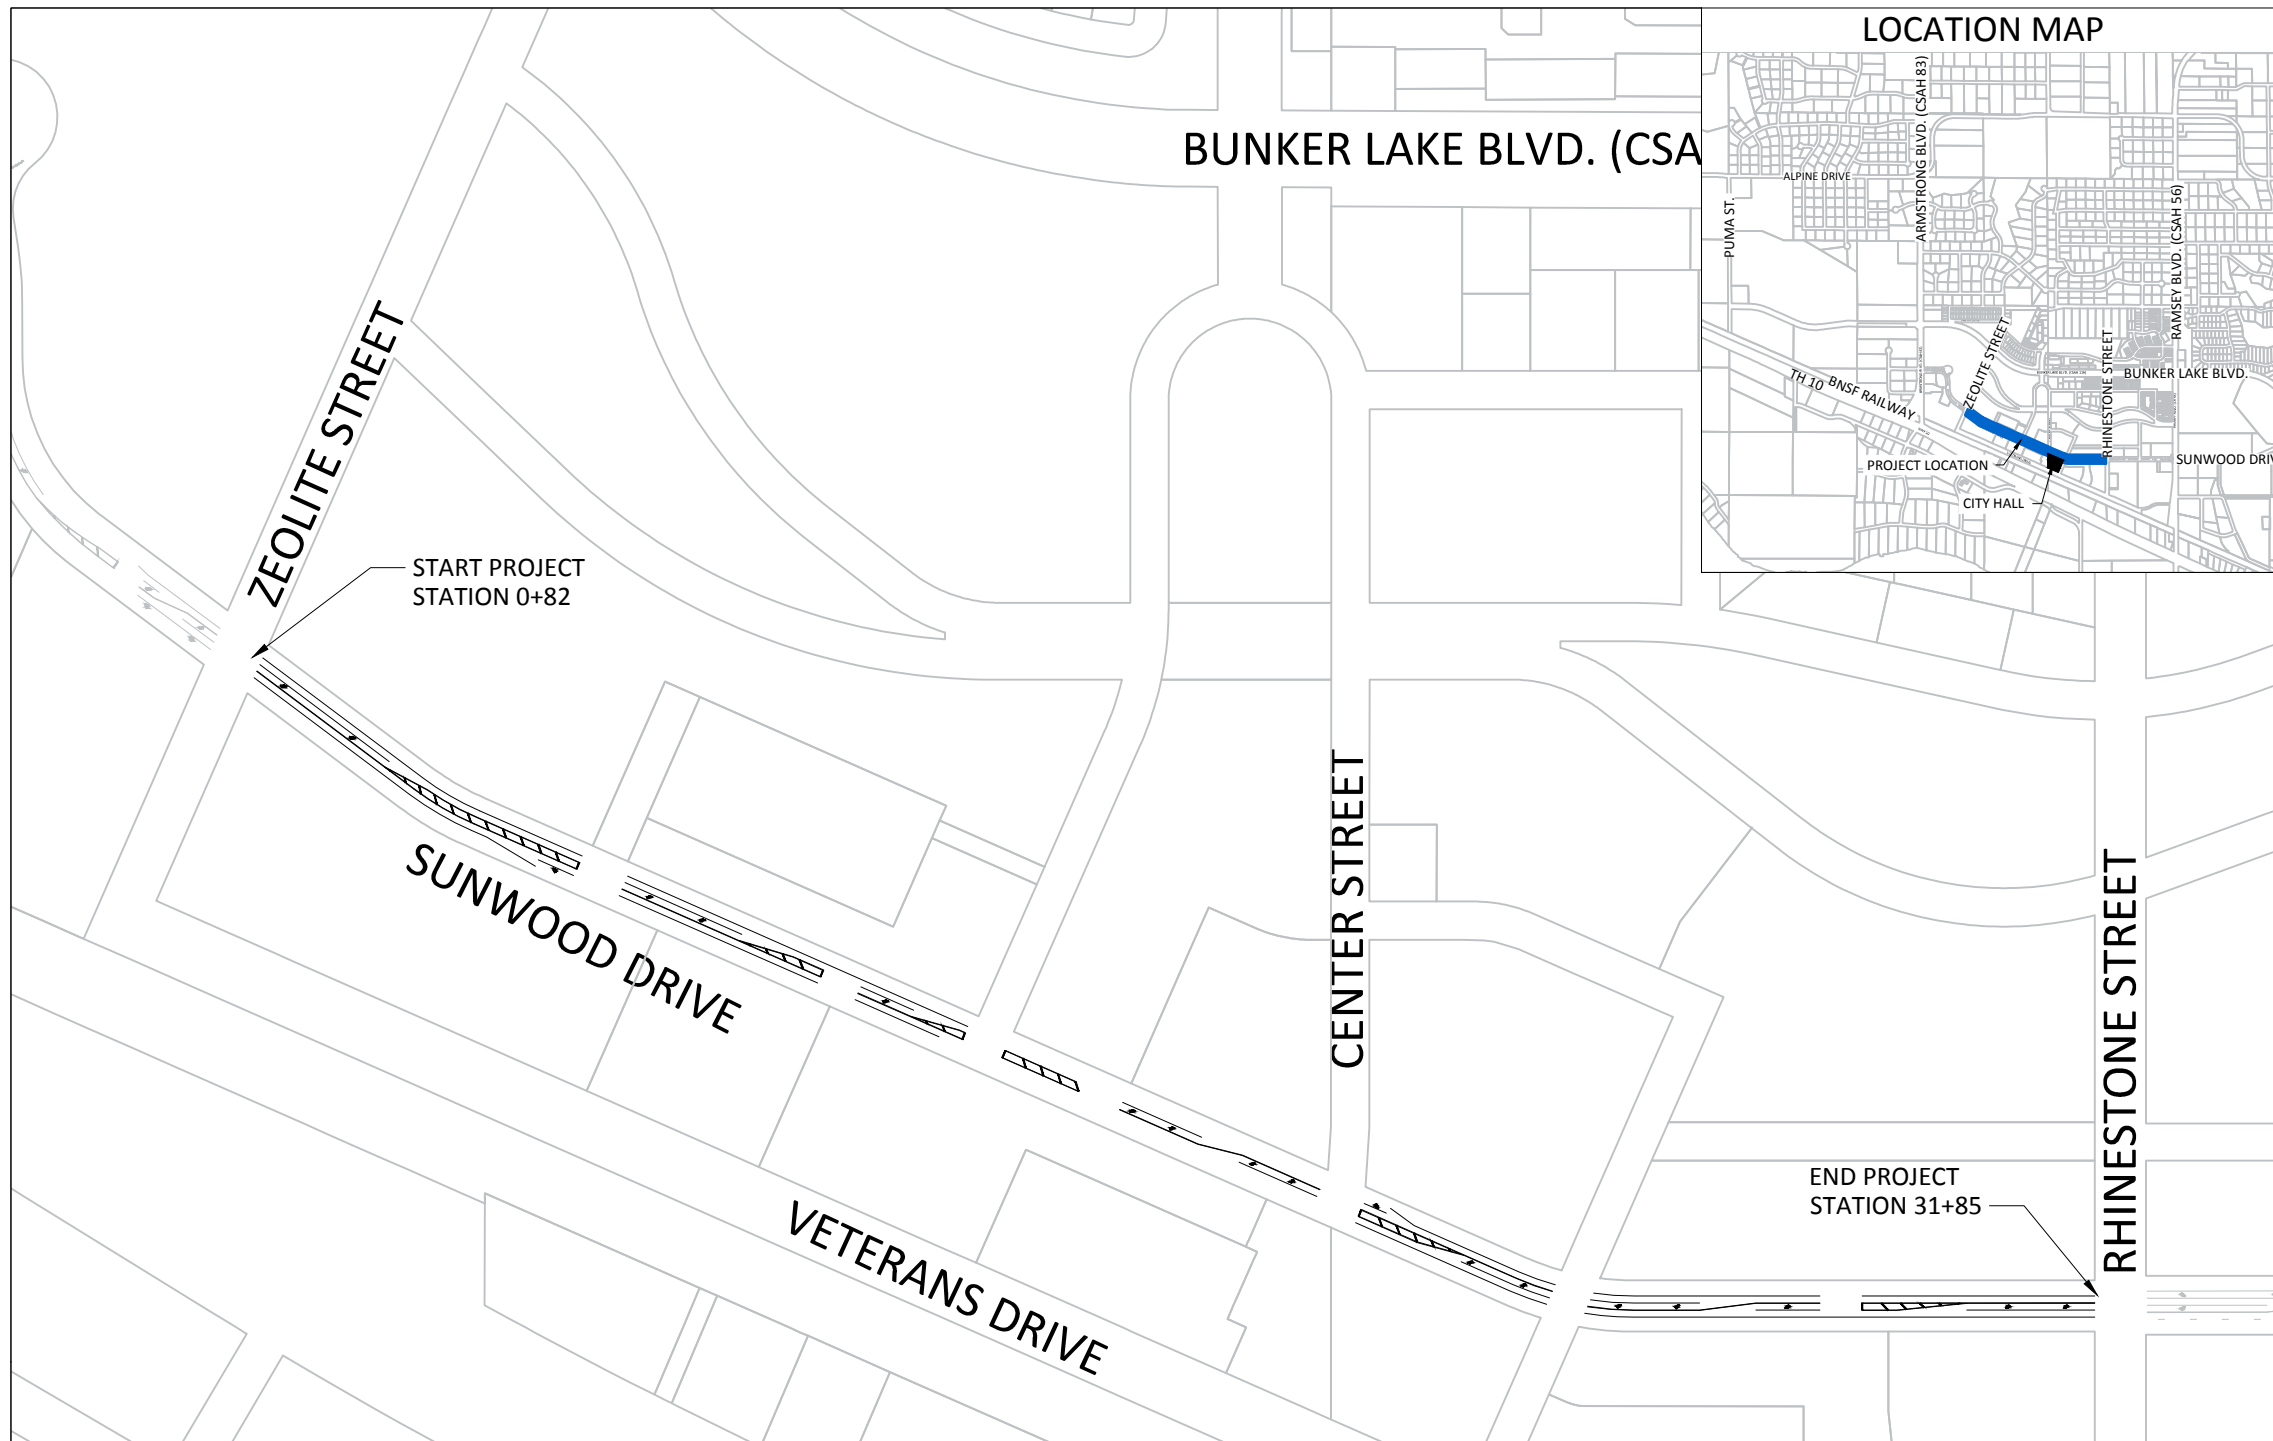 LOCATION MAP
BUNKER LAKE BLVD. (CSA
ARMSTRONG BLVD. (CSAH 83)
ALPINE DRIVE
PUMA ST.
RAMSEY BLVD. (CSAH 56)
ZEOLITE STREET
RHINESTONE STREET
BUNKER LAKE BLVD.
TH 10
BNSF RAILWAY
PROJECT LOCATION
SUNWOOD DRIV
CITY HALL
ZEOLITE STREET
START PROJECT
STATION 0+82
SUNWOOD DRIVE
CENTER STREET
RHINESTONE STREET
END PROJECT
STATION 31+85
VETERANS DRIVE